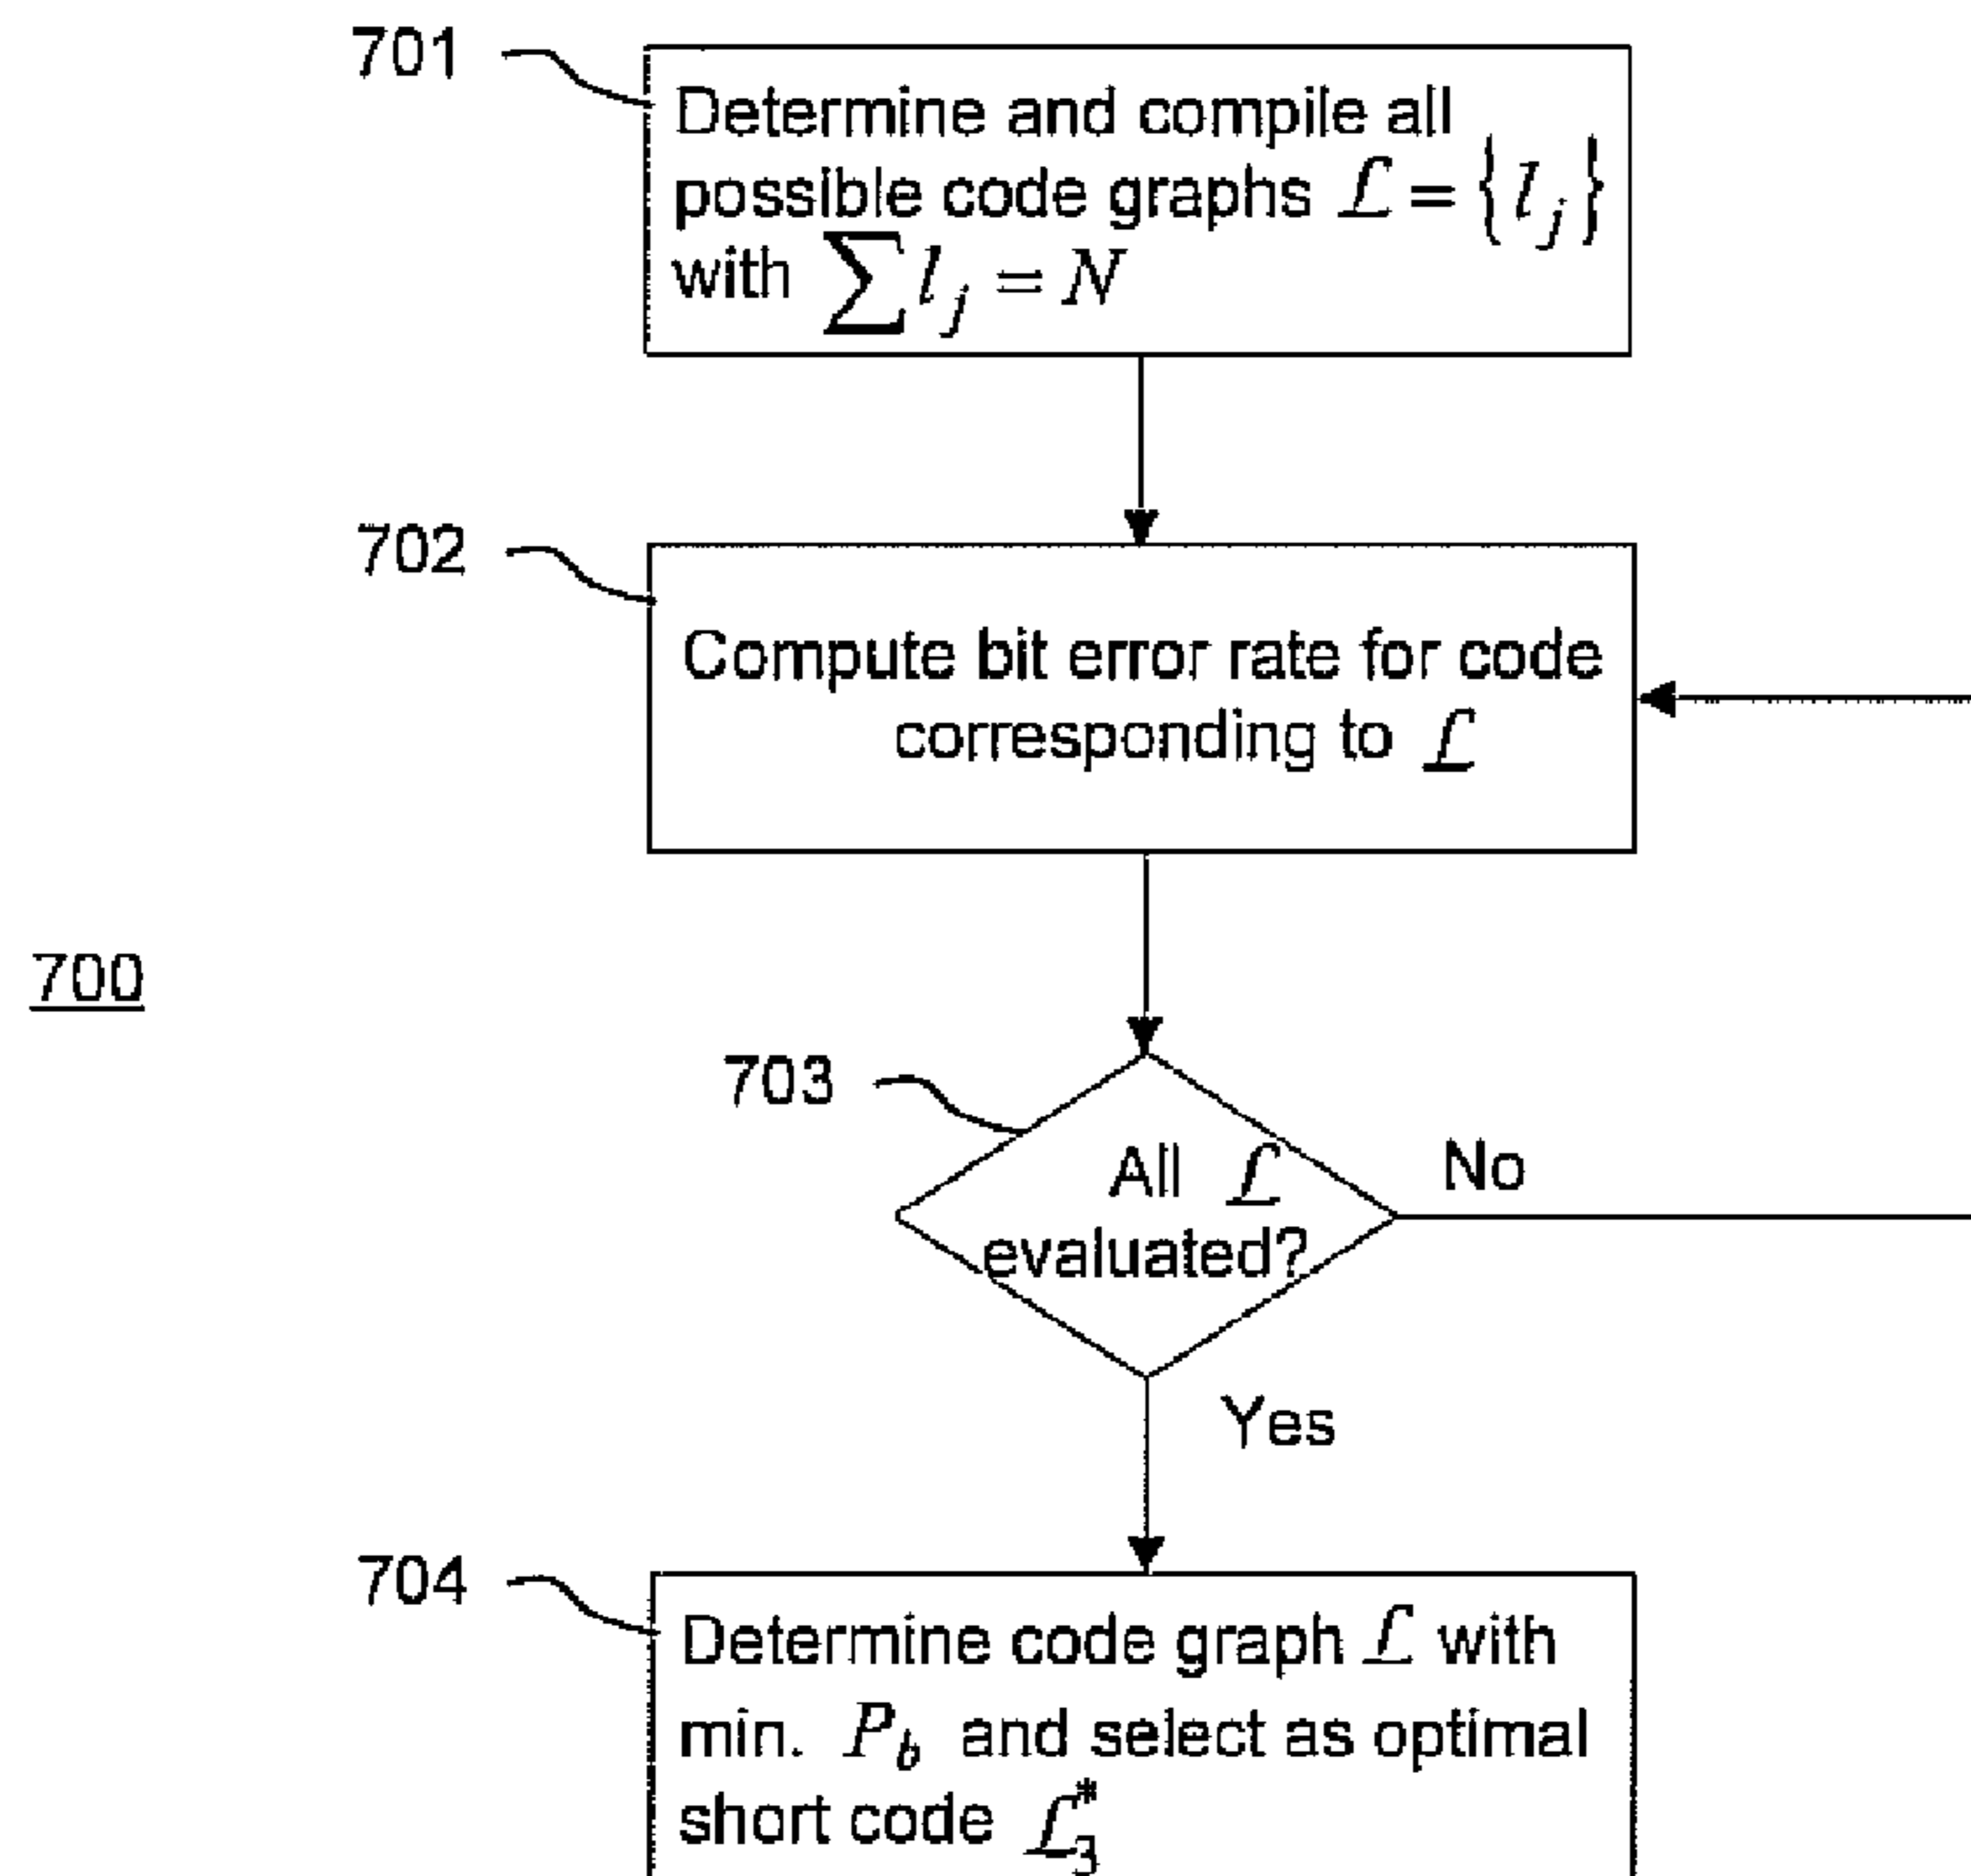 701
Determine and compile all
possible code graphs ℒ = {l_j}
with ∑ l_j = N
702
Compute bit error rate for code
corresponding to ℒ
700
703
All ℒ
evaluated?
No
Yes
704
Determine code graph ℒ with
min. P_b and select as optimal
short code ℒ*_3